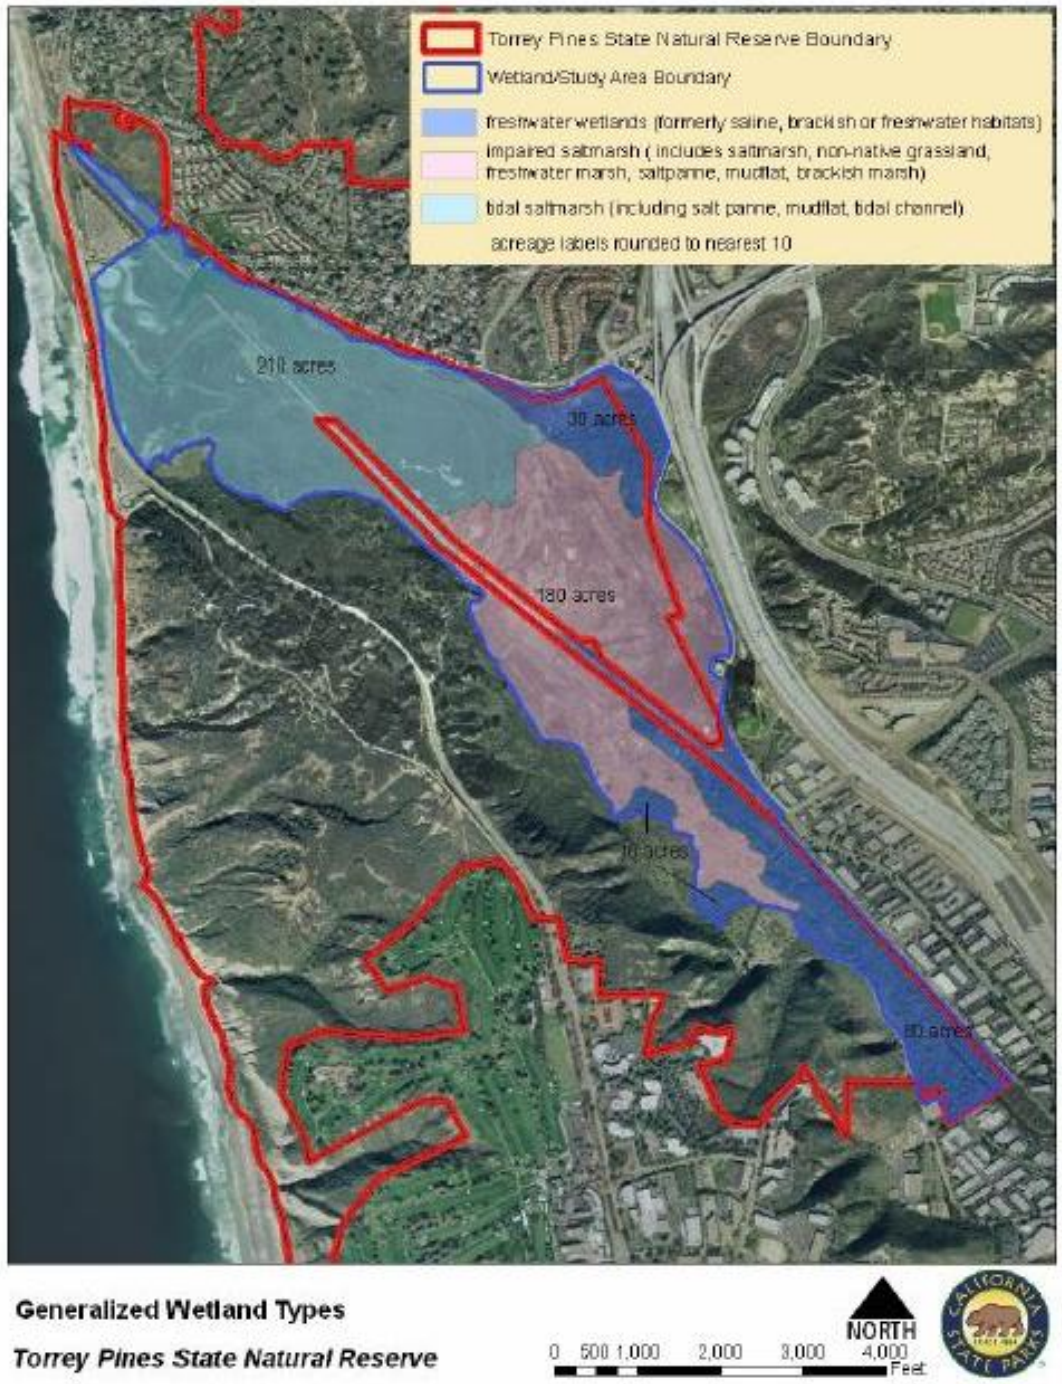 Torrey Pines State Natural Reserve Boundary
Wetland/Study Area Boundary
freshwater wetlands (formerly saline, brackish or freshwater habitats)
impaired saltmarsh ( includes saltmarsh, non-native grassland,
freshwater marsh, saltpanne, mudflat, brackish marsh)
tidal saltmarsh (including salt panne, mudflat, tidal channel)
acreage labels rounded to nearest 10
210 acres
30 acres
180 acres
10 acres
acres
Generalized Wetland Types
Torrey Pines State Natural Reserve
NORTH
0 500 1,000 2,000 3,000 4,000
Feet
CALIFORNIA
STATE PARKS